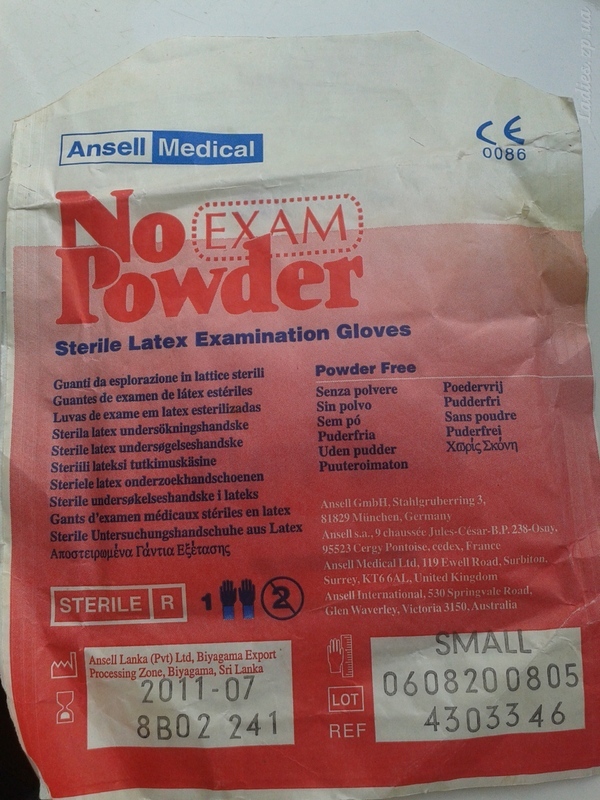 Ansell Medical
CE
0086
No EXAM
Powder
Sterile Latex Examination Gloves
Guanti da esplorazione in lattice sterili
Guantes de examen de látex estériles
Luvas de exame em latex esterilizadas
Sterila latex undersökningshandske
Sterile latex undersøgelseshandske
Steriili lateksi tutkimuskäsine
Steriele latex onderzoekhandschoenen
Sterile undersøkelseshandske i lateks
Gants d'examen médicaux stériles en latex
Sterile Untersuchungshandschuhe aus Latex
Αποστειρωμένα Γάντια Εξέτασης
Powder Free
Senza polvere
Sin polvo
Sem pó
Puderfria
Uden pudder
Puuteroimaton
Poedervrij
Pudderfri
Sans poudre
Puderfrei
Χωρίς Σκόνη
Ansell GmbH, Stahlgruberring 3,
81829 München, Germany
Ansell s.a., 9 chaussée Jules-César-B.P. 238-Osny,
95523 Cergy Pontoise, cedex, France
Ansell Medical Ltd, 119 Ewell Road, Surbiton,
Surrey, KT6 6AL, United Kingdom
Ansell International, 530 Springvale Road,
Glen Waverley, Victoria 3150, Australia
STERILE R
1
2
Ansell Lanka (Pvt) Ltd, Biyagama Export
Processing Zone, Biyagama, Sri Lanka
2011-07
8B02 241
SMALL
LOT 0608200805
REF 4303346